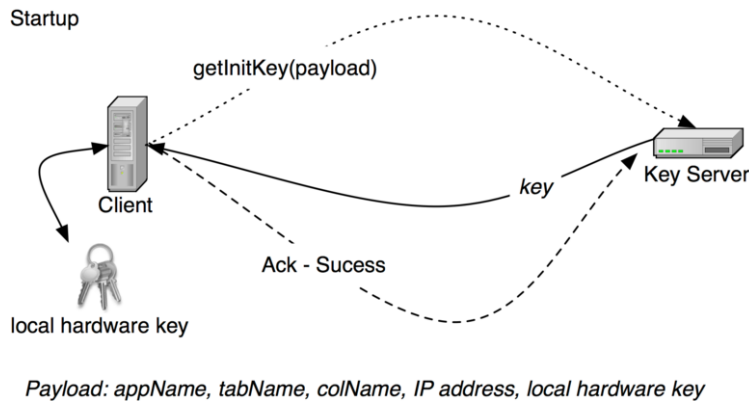 Startup
getInitKey(payload)
Client
key
Key Server
Ack - Sucess
local hardware key
Payload: appName, tabName, colName, IP address, local hardware key